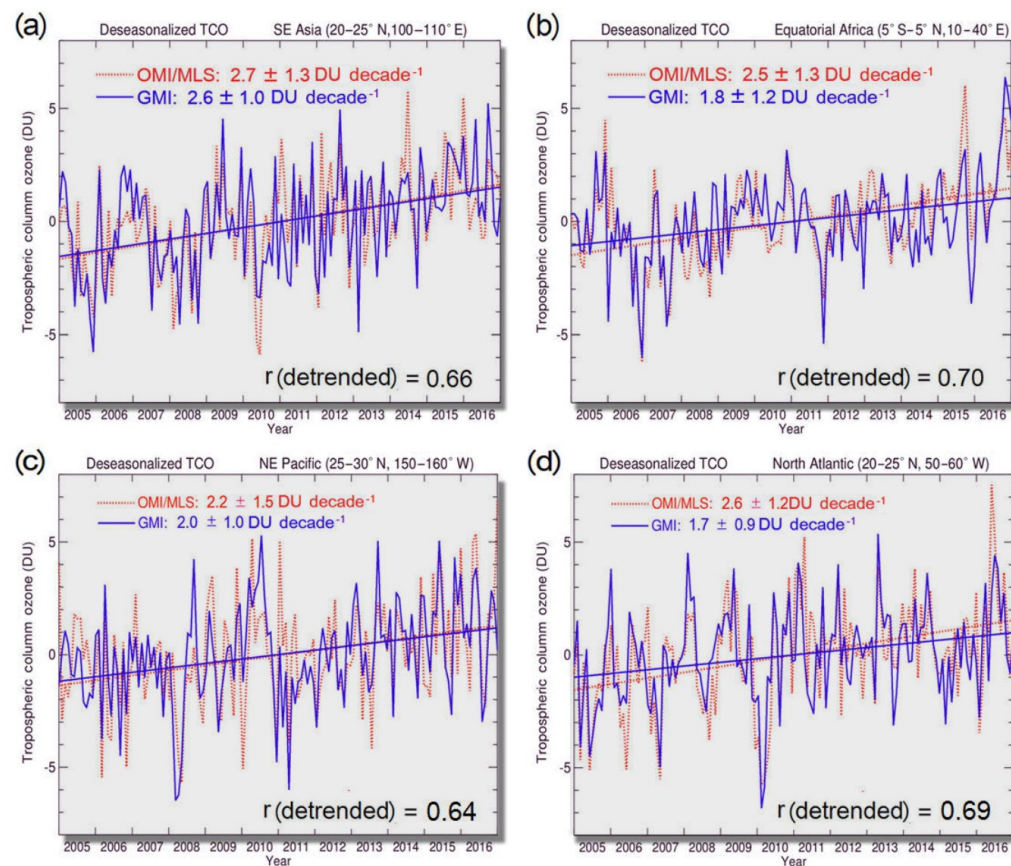 (a)
Deseasonalized TCO SE Asia (20–25° N,100–110° E)
OMI/MLS: 2.7 ± 1.3 DU decade⁻¹
GMI: 2.6 ± 1.0 DU decade⁻¹
5
0
-5
Tropospheric column ozone (DU)
r (detrended) = 0.66
2005 2006 2007 2008 2009 2010 2011 2012 2013 2014 2015 2016
Year
(b)
Deseasonalized TCO Equatorial Africa (5° S–5° N,10–40° E)
OMI/MLS: 2.5 ± 1.3 DU decade⁻¹
GMI: 1.8 ± 1.2 DU decade⁻¹
5
0
-5
Tropospheric column ozone (DU)
r (detrended) = 0.70
2005 2006 2007 2008 2009 2010 2011 2012 2013 2014 2015 2016
Year
(c)
Deseasonalized TCO NE Pacific (25–30° N, 150–160° W)
OMI/MLS: 2.2 ± 1.5 DU decade⁻¹
GMI: 2.0 ± 1.0 DU decade⁻¹
5
0
-5
Tropospheric column ozone (DU)
r (detrended) = 0.64
2005 2006 2007 2008 2009 2010 2011 2012 2013 2014 2015 2016
Year
(d)
Deseasonalized TCO North Atlantic (20–25° N, 50–60° W)
OMI/MLS: 2.6 ± 1.2DU decade⁻¹
GMI: 1.7 ± 0.9 DU decade⁻¹
5
0
-5
Tropospheric column ozone (DU)
r (detrended) = 0.69
2005 2006 2007 2008 2009 2010 2011 2012 2013 2014 2015 2016
Year